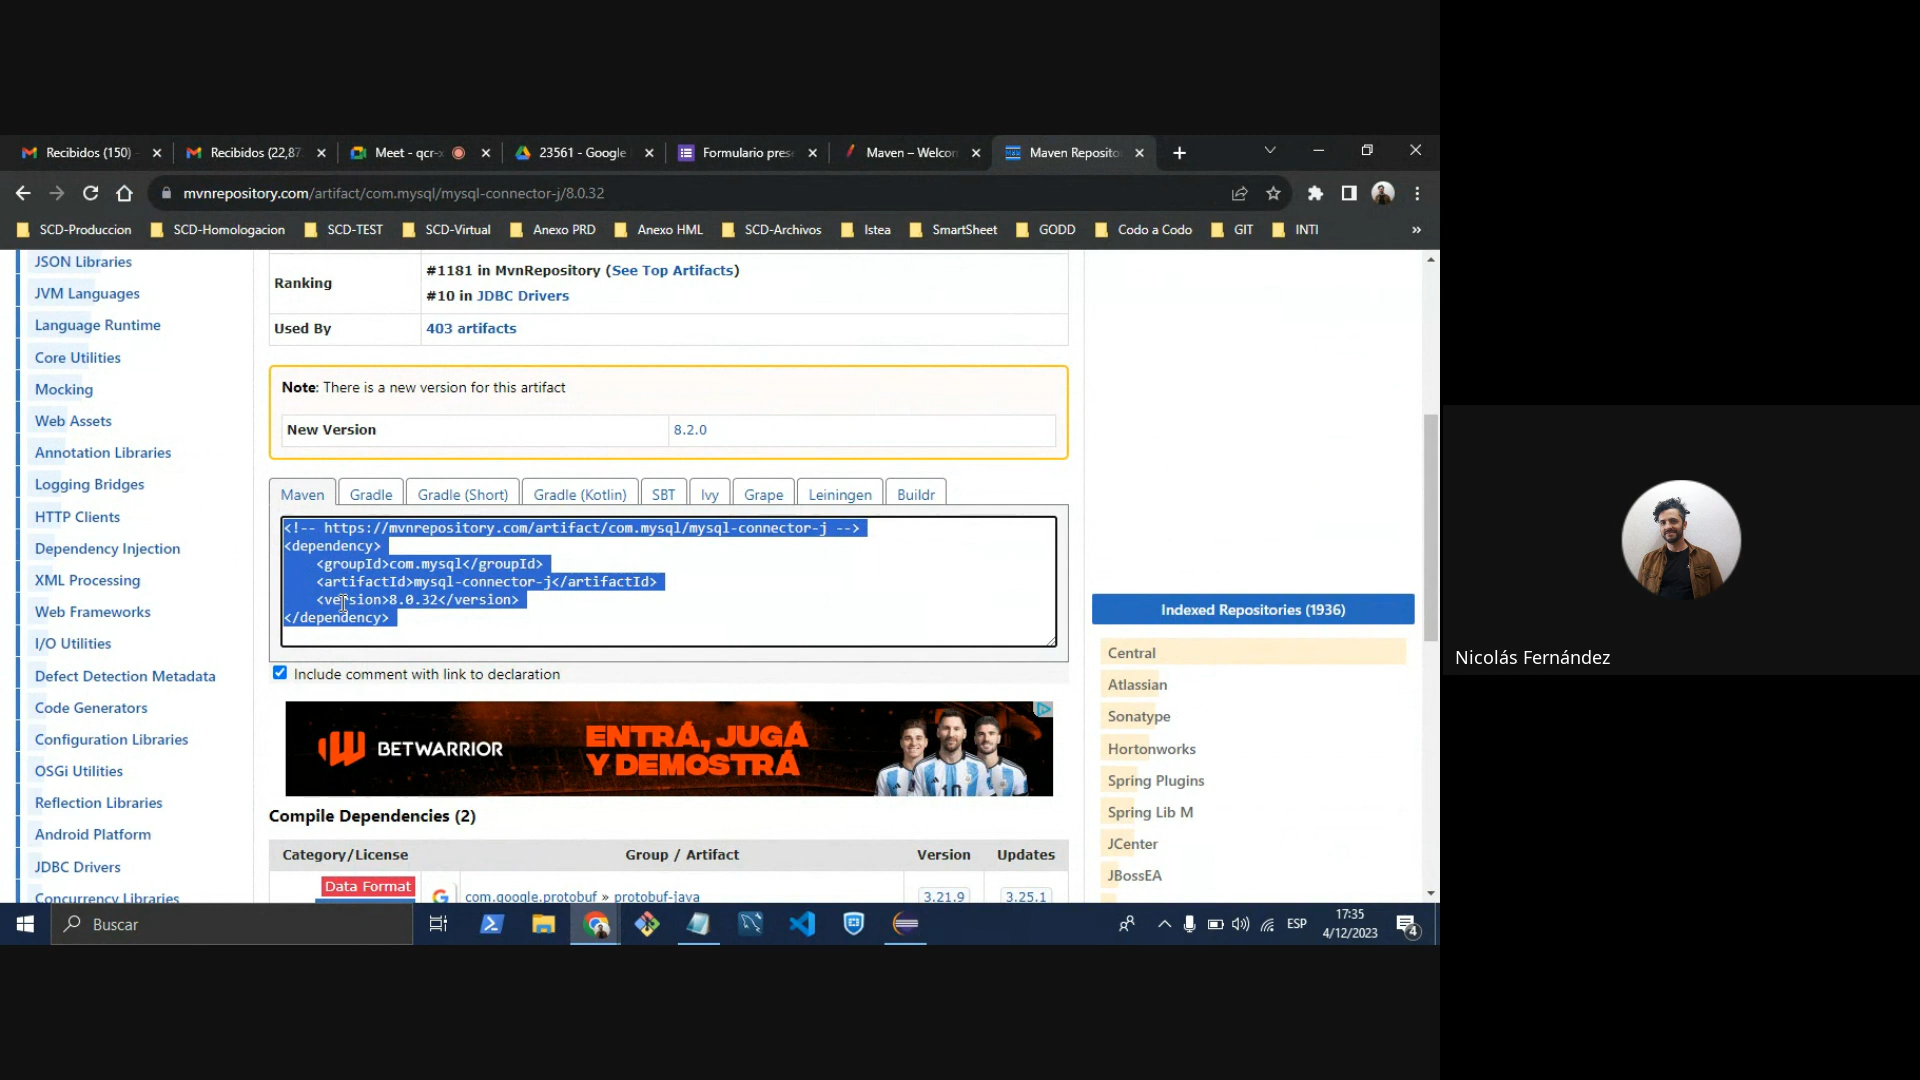 Recibidos (150)
Recibidos (22,87
Meet - qcr-
23561 - Google
Formulario pres
Maven – Welcon
Maven Reposito
mvnrepository.com/artifact/com.mysql/mysql-connector-j/8.0.32
SCD-Produccion
SCD-Homologacion
SCD-TEST
SCD-Virtual
Anexo PRD
Anexo HML
SCD-Archivos
Istea
SmartSheet
GODD
Codo a Codo
GIT
INTI
»
JSON Libraries
JVM Languages
Language Runtime
Core Utilities
Mocking
Web Assets
Annotation Libraries
Logging Bridges
HTTP Clients
Dependency Injection
XML Processing
Web Frameworks
I/O Utilities
Defect Detection Metadata
Code Generators
Configuration Libraries
OSGi Utilities
Reflection Libraries
Android Platform
JDBC Drivers
Concurrency Libraries
Ranking
#1181 in MvnRepository (See Top Artifacts)
#10 in JDBC Drivers
Used By
403 artifacts
Note: There is a new version for this artifact
New Version
8.2.0
Maven
Gradle
Gradle (Short)
Gradle (Kotlin)
SBT
Ivy
Grape
Leiningen
Buildr
<!-- https://mvnrepository.com/artifact/com.mysql/mysql-connector-j -->
<dependency>
    <groupId>com.mysql</groupId>
    <artifactId>mysql-connector-j</artifactId>
    <version>8.0.32</version>
</dependency>
Include comment with link to declaration
BETWARRIOR
ENTRÁ, JUGÁ
Y DEMOSTRÁ
10
Compile Dependencies (2)
Category/License
Group / Artifact
Version
Updates
Data Format
com.google.protobuf » protobuf-java
3.21.9
3.25.1
Indexed Repositories (1936)
Central
Atlassian
Sonatype
Hortonworks
Spring Plugins
Spring Lib M
JCenter
JBossEA
Buscar
ESP
17:35
4/12/2023
4
Nicolás Fernández